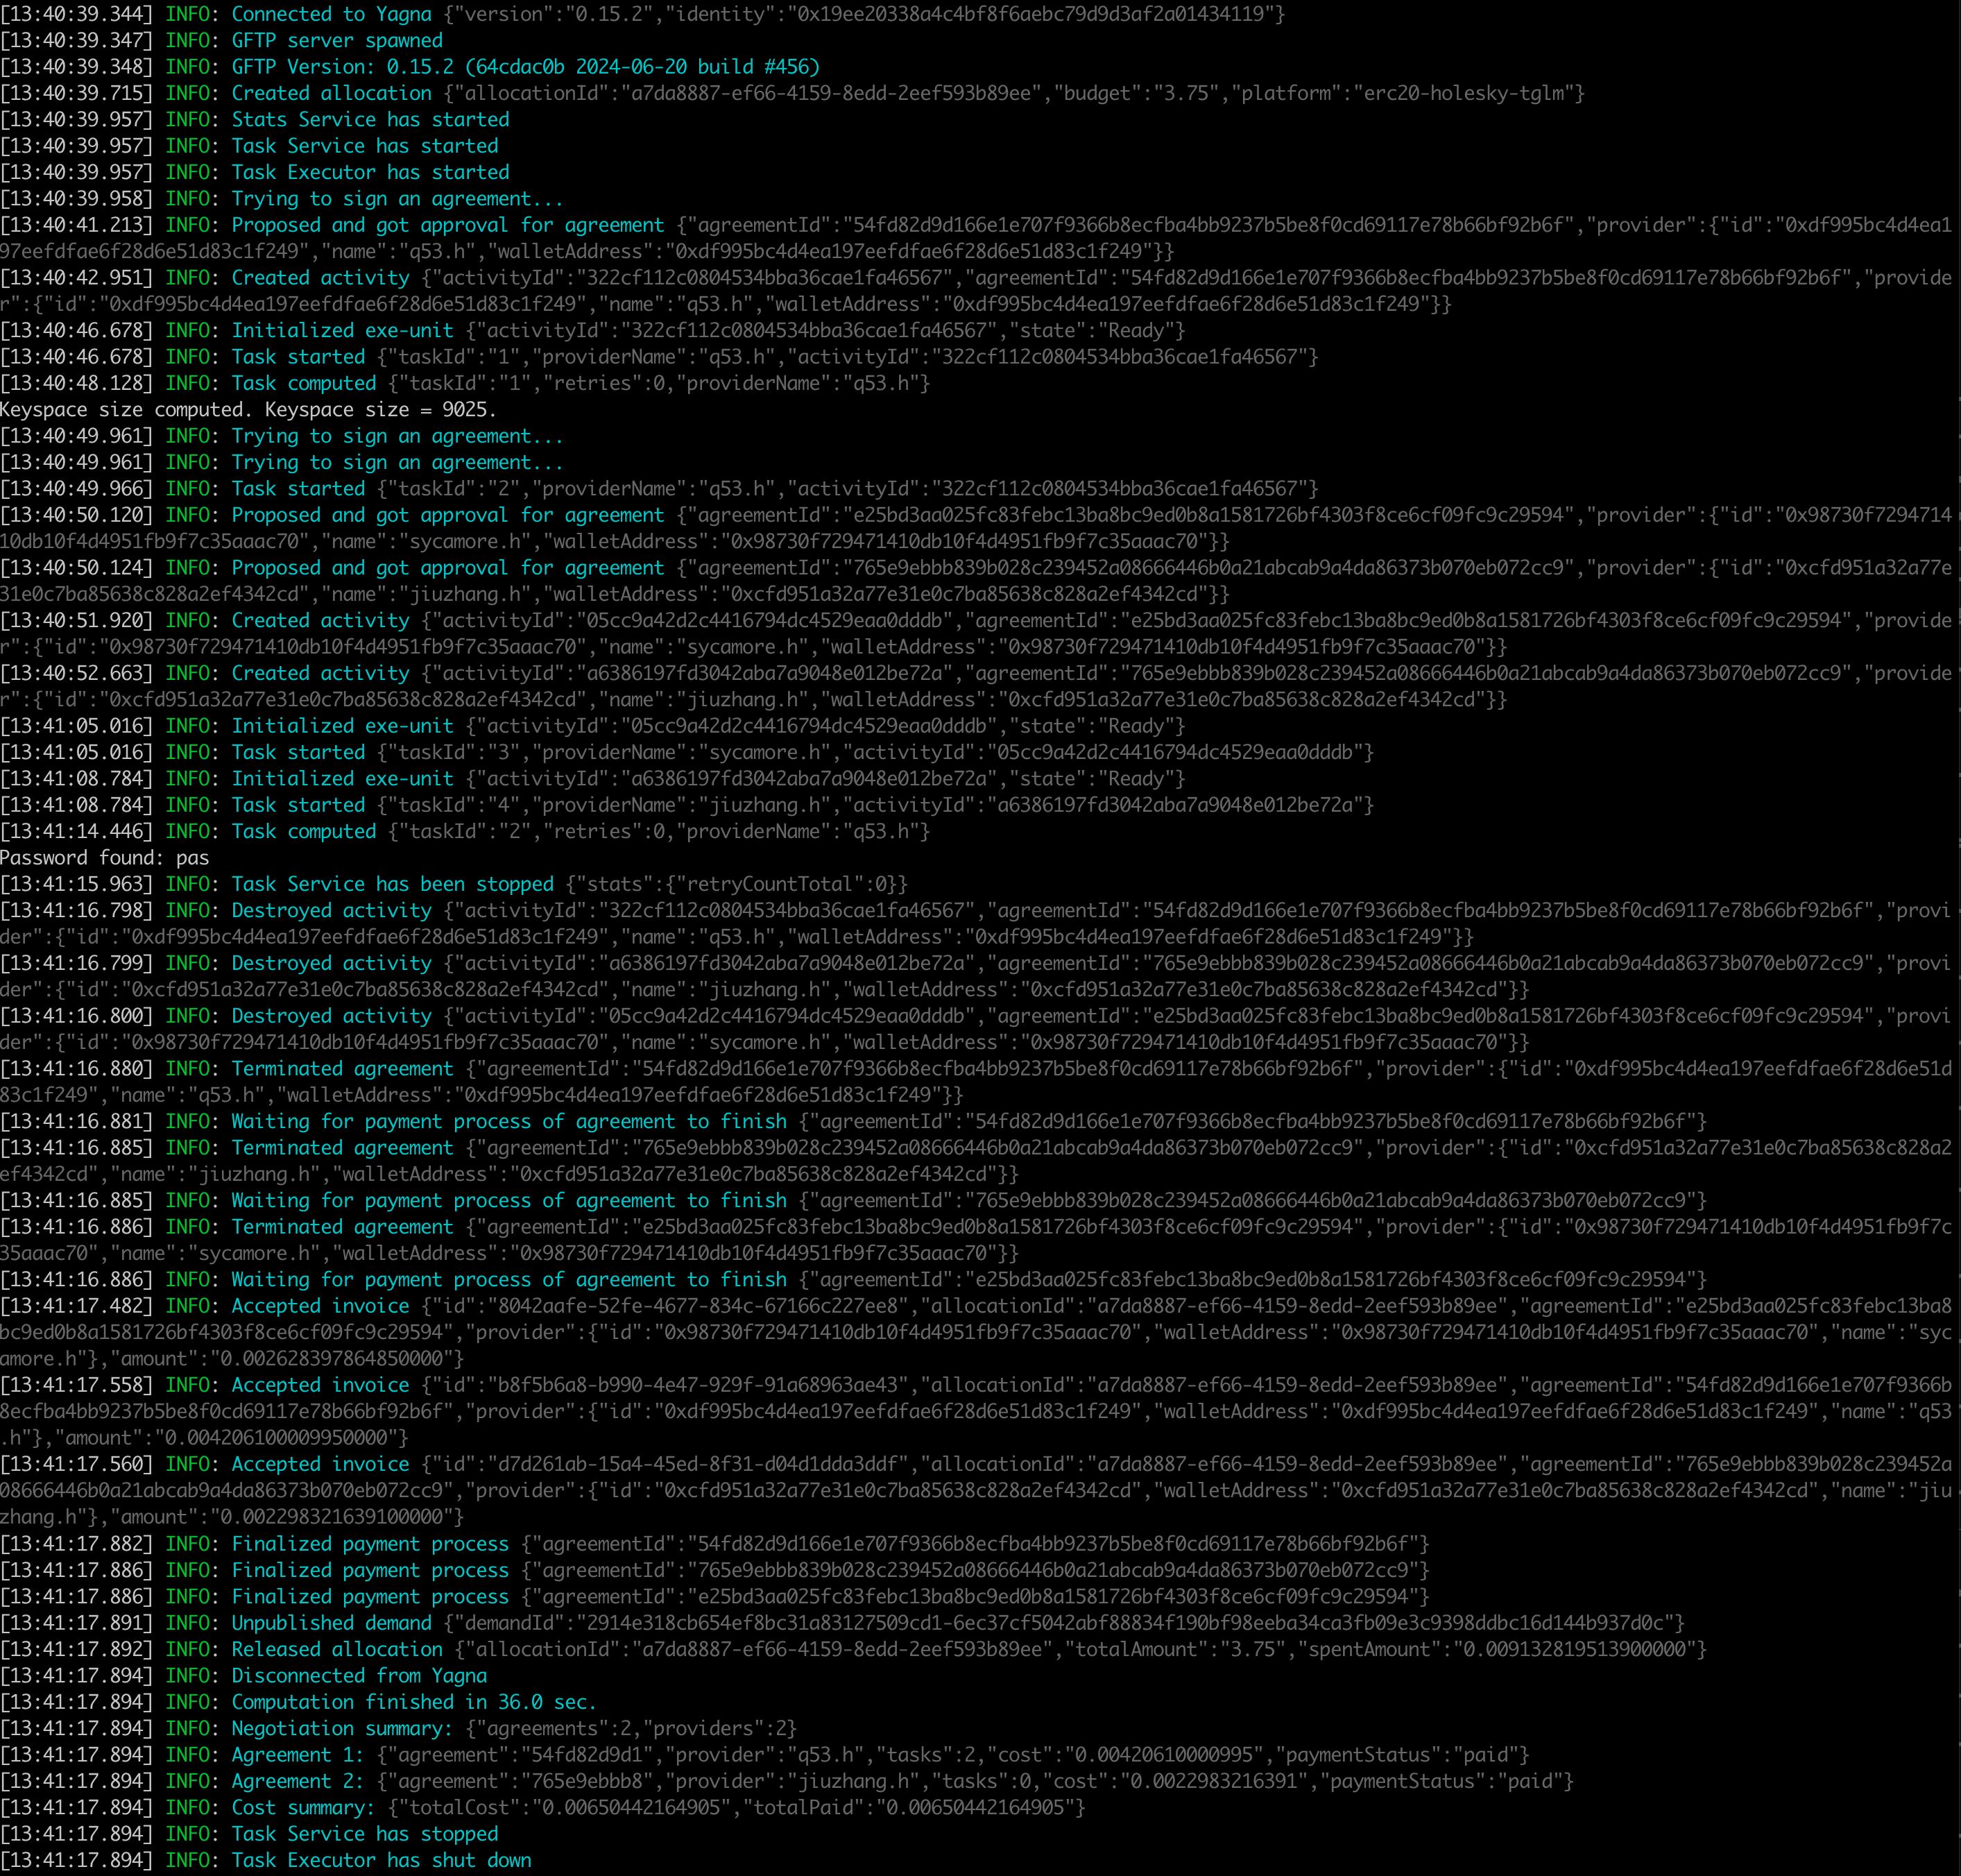 [13:40:39.344] INFO: Connected to Yagna {"version":"0.15.2","identity":"0x19ee20338a4c4bf8f6aebc79d9d3af2a01434119"}
[13:40:39.347] INFO: GFTP server spawned
[13:40:39.348] INFO: GFTP Version: 0.15.2 (64cdac0b 2024-06-20 build #456)
[13:40:39.715] INFO: Created allocation {"allocationId":"a7da8887-ef66-4159-8edd-2eef593b89ee","budget":"3.75","platform":"erc20-holesky-tglm"}
[13:40:39.957] INFO: Stats Service has started
[13:40:39.957] INFO: Task Service has started
[13:40:39.957] INFO: Task Executor has started
[13:40:39.958] INFO: Trying to sign an agreement...
[13:40:41.213] INFO: Proposed and got approval for agreement {"agreementId":"54fd82d9d166e1e707f9366b8ecfba4bb9237b5be8f0cd69117e78b66bf92b6f","provider":{"id":"0xdf995bc4d4ea1
97eefdfae6f28d6e51d83c1f249","name":"q53.h","walletAddress":"0xdf995bc4d4ea197eefdfae6f28d6e51d83c1f249"}}
[13:40:42.951] INFO: Created activity {"activityId":"322cf112c0804534bba36cae1fa46567","agreementId":"54fd82d9d166e1e707f9366b8ecfba4bb9237b5be8f0cd69117e78b66bf92b6f","provide
r":{"id":"0xdf995bc4d4ea197eefdfae6f28d6e51d83c1f249","name":"q53.h","walletAddress":"0xdf995bc4d4ea197eefdfae6f28d6e51d83c1f249"}}
[13:40:46.678] INFO: Initialized exe-unit {"activityId":"322cf112c0804534bba36cae1fa46567","state":"Ready"}
[13:40:46.678] INFO: Task started {"taskId":"1","providerName":"q53.h","activityId":"322cf112c0804534bba36cae1fa46567"}
[13:40:48.128] INFO: Task computed {"taskId":"1","retries":0,"providerName":"q53.h"}
Keyspace size computed. Keyspace size = 9025.
[13:40:49.961] INFO: Trying to sign an agreement...
[13:40:49.961] INFO: Trying to sign an agreement...
[13:40:49.966] INFO: Task started {"taskId":"2","providerName":"q53.h","activityId":"322cf112c0804534bba36cae1fa46567"}
[13:40:50.120] INFO: Proposed and got approval for agreement {"agreementId":"e25bd3aa025fc83febc13ba8bc9ed0b8a1581726bf4303f8ce6cf09fc9c29594","provider":{"id":"0x98730f7294714
10db10f4d4951fb9f7c35aaac70","name":"sycamore.h","walletAddress":"0x98730f729471410db10f4d4951fb9f7c35aaac70"}}
[13:40:50.124] INFO: Proposed and got approval for agreement {"agreementId":"765e9ebbb839b028c239452a08666446b0a21abcab9a4da86373b070eb072cc9","provider":{"id":"0xcfd951a32a77e
31e0c7ba85638c828a2ef4342cd","name":"jiuzhang.h","walletAddress":"0xcfd951a32a77e31e0c7ba85638c828a2ef4342cd"}}
[13:40:51.920] INFO: Created activity {"activityId":"05cc9a42d2c4416794dc4529eaa0dddb","agreementId":"e25bd3aa025fc83febc13ba8bc9ed0b8a1581726bf4303f8ce6cf09fc9c29594","provide
r":{"id":"0x98730f729471410db10f4d4951fb9f7c35aaac70","name":"sycamore.h","walletAddress":"0x98730f729471410db10f4d4951fb9f7c35aaac70"}}
[13:40:52.663] INFO: Created activity {"activityId":"a6386197fd3042aba7a9048e012be72a","agreementId":"765e9ebbb839b028c239452a08666446b0a21abcab9a4da86373b070eb072cc9","provide
r":{"id":"0xcfd951a32a77e31e0c7ba85638c828a2ef4342cd","name":"jiuzhang.h","walletAddress":"0xcfd951a32a77e31e0c7ba85638c828a2ef4342cd"}}
[13:41:05.016] INFO: Initialized exe-unit {"activityId":"05cc9a42d2c4416794dc4529eaa0dddb","state":"Ready"}
[13:41:05.016] INFO: Task started {"taskId":"3","providerName":"sycamore.h","activityId":"05cc9a42d2c4416794dc4529eaa0dddb"}
[13:41:08.784] INFO: Initialized exe-unit {"activityId":"a6386197fd3042aba7a9048e012be72a","state":"Ready"}
[13:41:08.784] INFO: Task started {"taskId":"4","providerName":"jiuzhang.h","activityId":"a6386197fd3042aba7a9048e012be72a"}
[13:41:14.446] INFO: Task computed {"taskId":"2","retries":0,"providerName":"q53.h"}
Password found: pas
[13:41:15.963] INFO: Task Service has been stopped {"stats":{"retryCountTotal":0}}
[13:41:16.798] INFO: Destroyed activity {"activityId":"322cf112c0804534bba36cae1fa46567","agreementId":"54fd82d9d166e1e707f9366b8ecfba4bb9237b5be8f0cd69117e78b66bf92b6f","provi
der":{"id":"0xdf995bc4d4ea197eefdfae6f28d6e51d83c1f249","name":"q53.h","walletAddress":"0xdf995bc4d4ea197eefdfae6f28d6e51d83c1f249"}}
[13:41:16.799] INFO: Destroyed activity {"activityId":"a6386197fd3042aba7a9048e012be72a","agreementId":"765e9ebbb839b028c239452a08666446b0a21abcab9a4da86373b070eb072cc9","provi
der":{"id":"0xcfd951a32a77e31e0c7ba85638c828a2ef4342cd","name":"jiuzhang.h","walletAddress":"0xcfd951a32a77e31e0c7ba85638c828a2ef4342cd"}}
[13:41:16.800] INFO: Destroyed activity {"activityId":"05cc9a42d2c4416794dc4529eaa0dddb","agreementId":"e25bd3aa025fc83febc13ba8bc9ed0b8a1581726bf4303f8ce6cf09fc9c29594","provi
der":{"id":"0x98730f729471410db10f4d4951fb9f7c35aaac70","name":"sycamore.h","walletAddress":"0x98730f729471410db10f4d4951fb9f7c35aaac70"}}
[13:41:16.880] INFO: Terminated agreement {"agreementId":"54fd82d9d166e1e707f9366b8ecfba4bb9237b5be8f0cd69117e78b66bf92b6f","provider":{"id":"0xdf995bc4d4ea197eefdfae6f28d6e51d
83c1f249","name":"q53.h","walletAddress":"0xdf995bc4d4ea197eefdfae6f28d6e51d83c1f249"}}
[13:41:16.881] INFO: Waiting for payment process of agreement to finish {"agreementId":"54fd82d9d166e1e707f9366b8ecfba4bb9237b5be8f0cd69117e78b66bf92b6f"}
[13:41:16.885] INFO: Terminated agreement {"agreementId":"765e9ebbb839b028c239452a08666446b0a21abcab9a4da86373b070eb072cc9","provider":{"id":"0xcfd951a32a77e31e0c7ba85638c828a2
ef4342cd","name":"jiuzhang.h","walletAddress":"0xcfd951a32a77e31e0c7ba85638c828a2ef4342cd"}}
[13:41:16.885] INFO: Waiting for payment process of agreement to finish {"agreementId":"765e9ebbb839b028c239452a08666446b0a21abcab9a4da86373b070eb072cc9"}
[13:41:16.886] INFO: Terminated agreement {"agreementId":"e25bd3aa025fc83febc13ba8bc9ed0b8a1581726bf4303f8ce6cf09fc9c29594","provider":{"id":"0x98730f729471410db10f4d4951fb9f7c
35aaac70","name":"sycamore.h","walletAddress":"0x98730f729471410db10f4d4951fb9f7c35aaac70"}}
[13:41:16.886] INFO: Waiting for payment process of agreement to finish {"agreementId":"e25bd3aa025fc83febc13ba8bc9ed0b8a1581726bf4303f8ce6cf09fc9c29594"}
[13:41:17.482] INFO: Accepted invoice {"id":"8042aafe-52fe-4677-834c-67166c227ee8","allocationId":"a7da8887-ef66-4159-8edd-2eef593b89ee","agreementId":"e25bd3aa025fc83febc13ba8
bc9ed0b8a1581726bf4303f8ce6cf09fc9c29594","provider":{"id":"0x98730f729471410db10f4d4951fb9f7c35aaac70","walletAddress":"0x98730f729471410db10f4d4951fb9f7c35aaac70","name":"syc
amore.h"},"amount":"0.002628397864850000"}
[13:41:17.558] INFO: Accepted invoice {"id":"b8f5b6a8-b990-4e47-929f-91a68963ae43","allocationId":"a7da8887-ef66-4159-8edd-2eef593b89ee","agreementId":"54fd82d9d166e1e707f9366b
8ecfba4bb9237b5be8f0cd69117e78b66bf92b6f","provider":{"id":"0xdf995bc4d4ea197eefdfae6f28d6e51d83c1f249","walletAddress":"0xdf995bc4d4ea197eefdfae6f28d6e51d83c1f249","name":"q53
.h"},"amount":"0.004206100009950000"}
[13:41:17.560] INFO: Accepted invoice {"id":"d7d261ab-15a4-45ed-8f31-d04d1dda3ddf","allocationId":"a7da8887-ef66-4159-8edd-2eef593b89ee","agreementId":"765e9ebbb839b028c239452a
08666446b0a21abcab9a4da86373b070eb072cc9","provider":{"id":"0xcfd951a32a77e31e0c7ba85638c828a2ef4342cd","walletAddress":"0xcfd951a32a77e31e0c7ba85638c828a2ef4342cd","name":"jiu
zhang.h"},"amount":"0.002298321639100000"}
[13:41:17.882] INFO: Finalized payment process {"agreementId":"54fd82d9d166e1e707f9366b8ecfba4bb9237b5be8f0cd69117e78b66bf92b6f"}
[13:41:17.886] INFO: Finalized payment process {"agreementId":"765e9ebbb839b028c239452a08666446b0a21abcab9a4da86373b070eb072cc9"}
[13:41:17.886] INFO: Finalized payment process {"agreementId":"e25bd3aa025fc83febc13ba8bc9ed0b8a1581726bf4303f8ce6cf09fc9c29594"}
[13:41:17.891] INFO: Unpublished demand {"demandId":"2914e318cb654ef8bc31a83127509cd1-6ec37cf5042abf88834f190bf98eeba34ca3fb09e3c9398ddbc16d144b937d0c"}
[13:41:17.892] INFO: Released allocation {"allocationId":"a7da8887-ef66-4159-8edd-2eef593b89ee","totalAmount":"3.75","spentAmount":"0.009132819513900000"}
[13:41:17.894] INFO: Disconnected from Yagna
[13:41:17.894] INFO: Computation finished in 36.0 sec.
[13:41:17.894] INFO: Negotiation summary: {"agreements":2,"providers":2}
[13:41:17.894] INFO: Agreement 1: {"agreement":"54fd82d9d1","provider":"q53.h","tasks":2,"cost":"0.00420610000995","paymentStatus":"paid"}
[13:41:17.894] INFO: Agreement 2: {"agreement":"765e9ebbb8","provider":"jiuzhang.h","tasks":0,"cost":"0.0022983216391","paymentStatus":"paid"}
[13:41:17.894] INFO: Cost summary: {"totalCost":"0.00650442164905","totalPaid":"0.00650442164905"}
[13:41:17.894] INFO: Task Service has stopped
[13:41:17.894] INFO: Task Executor has shut down